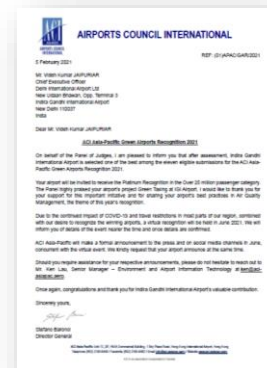 AIRPORTS COUNCIL INTERNATIONAL
REF: (01)/APAC/GAR/2021
5 February 2021
Mr. Videh Kumar JAIPURIAR
Chief Executive Officer
Delhi International Airport Ltd
New Udaan Bhawan, Opp. Terminal 3
Indira Gandhi International Airport
New Delhi 110037
India
Dear Mr. Videh Kumar JAIPURIAR
ACI Asia-Pacific Green Airports Recognition 2021
On behalf of the Panel of Judges, I am pleased to inform you that after assessment, Indira Gandhi
International Airport is selected one of the best among the eleven eligible submissions for the ACI Asia-
Pacific Green Airports Recognition 2021.
Your airport will be invited to receive the Platinum Recognition in the Over 25 million passenger category.
The Panel highly praised your airport's project Green Taxiing at IGI Airport. I would like to thank you for
your support for this important initiative and for sharing your airport's best practices in Air Quality
Management, the theme of this year's recognition.
Due to the continued impact of COVID-19 and travel restrictions in most parts of our region, combined
with our desire to recognize the winning airports, a virtual recognition will be held in June 2021. We will
inform you of details of the event nearer the time and once details are confirmed.
ACI Asia-Pacific will make a formal announcement to the press and on social media channels in June,
concurrent with the virtual event. We kindly request that your airport announce at the same time.
Should you require assistance for your respective announcements, please do not hesitate to reach out to
Mr. Ken Lau, Senior Manager – Environment and Airport Information Technology at ken@aci-
asiapac.aero.
Once again, congratulations and thank you for Indira Gandhi International Airport's valuable contribution.
Sincerely yours,
Stefano Baronci
Director General